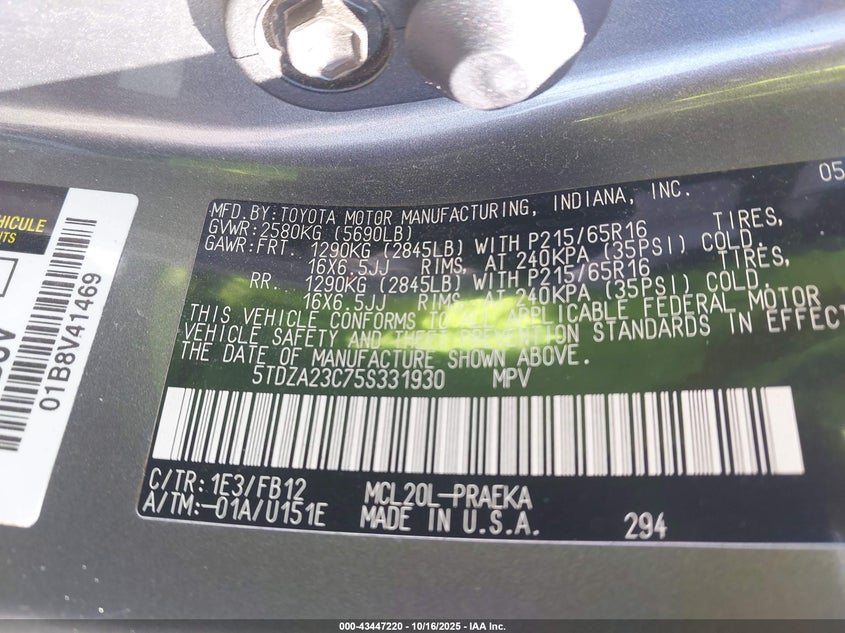 05
MFD.BY:TOYOTA MOTOR MANUFACTURING, INDIANA, INC.
GVWR:2580KG (5690LB)
GAWR:FRT. 1290KG (2845LB) WITH P215/65R16 TIRES,
16X6.5JJ RIMS, AT 240KPA (35PSI) COLD.
RR. 1290KG (2845LB) WITH P215/65R16 TIRES,
16X6.5JJ RIMS, AT 240KPA (35PSI) COLD.
THIS VEHICLE CONFORMS TO ALL APPLICABLE FEDERAL MOTOR
VEHICLE SAFETY AND THEFT PREVENTION STANDARDS IN EFFECT
THE DATE OF MANUFACTURE SHOWN ABOVE.
5TDZA23C75S331930 MPV
C/TR: 1E3/FB12 MCL20L-PRAEKA
A/TM:-01A/U151E MADE IN U.S.A. 294
HICULE
ITS
01B8V41469
000-43447220 - 10/16/2025 - IAA Inc.